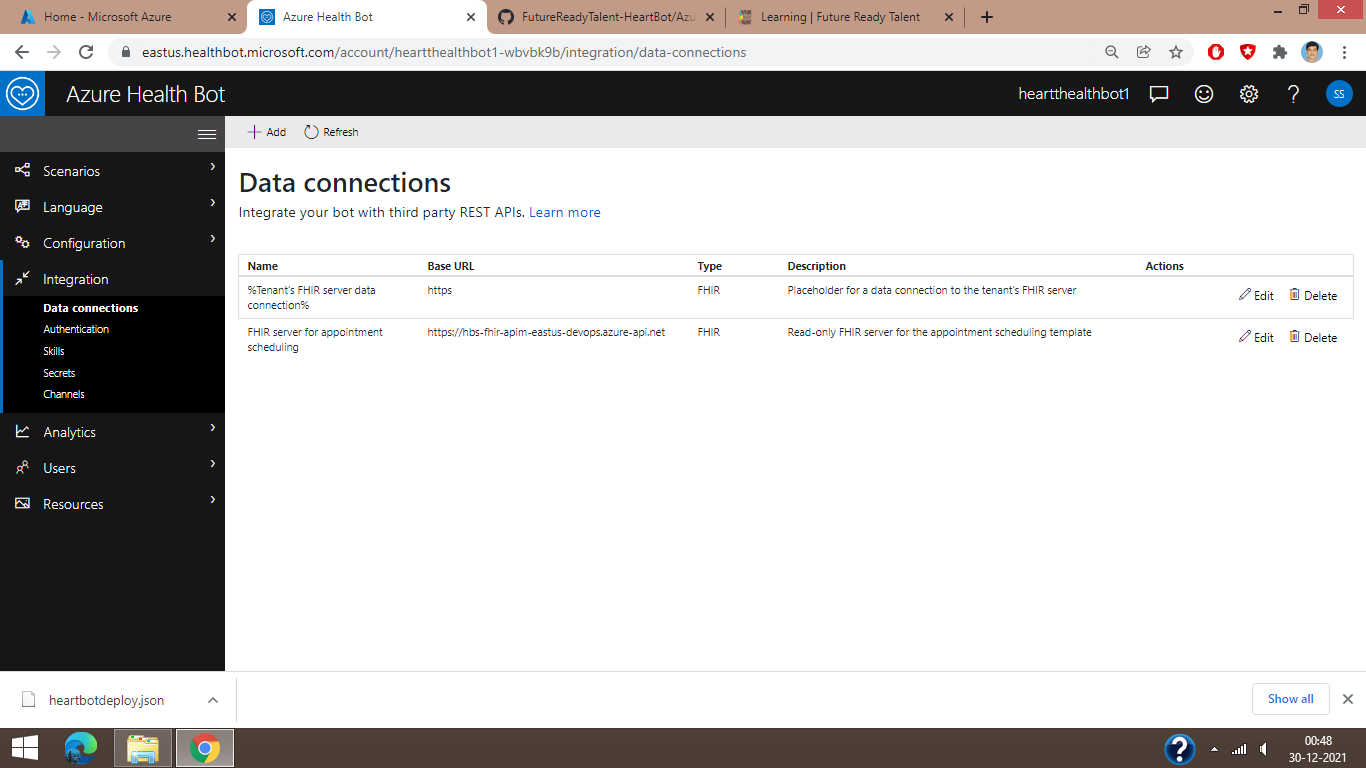 Home - Microsoft Azure
Azure Health Bot
FutureReadyTalent-HeartBot/Azu
Learning | Future Ready Talent
eastus.healthbot.microsoft.com/account/heartthealthbot1-wbvbk9b/integration/data-connections
Azure Health Bot
heartthealthbot1
SS
Add
Refresh
Scenarios
Language
Configuration
Integration
Data connections
Authentication
Skills
Secrets
Channels
Analytics
Users
Resources
Data connections
Integrate your bot with third party REST APIs. Learn more
Name Base URL Type Description Actions
%Tenant's FHIR server data https FHIR Placeholder for a data connection to the tenant's FHIR server Edit Delete
connection%
FHIR server for appointment https://hbs-fhir-apim-eastus-devops.azure-api.net FHIR Read-only FHIR server for the appointment scheduling template Edit Delete
scheduling
heartbotdeploy.json
Show all
00:48
30-12-2021